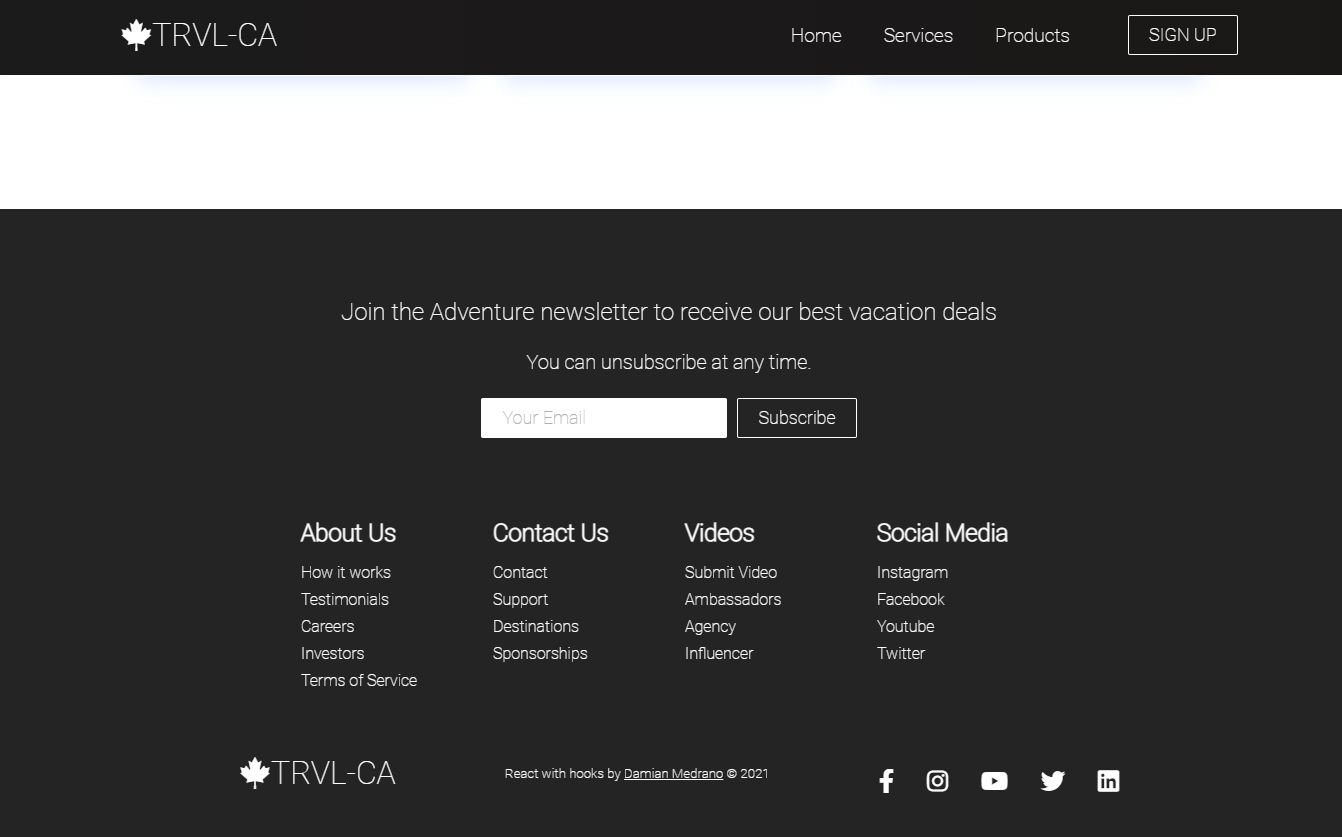 TRVL-CA
Home Services Products SIGN UP
Join the Adventure newsletter to receive our best vacation deals
You can unsubscribe at any time.
Your Email Subscribe
About Us
How it works
Testimonials
Careers
Investors
Terms of Service
Contact Us
Contact
Support
Destinations
Sponsorships
Videos
Submit Video
Ambassadors
Agency
Influencer
Social Media
Instagram
Facebook
Youtube
Twitter
TRVL-CA
React with hooks by Damian Medrano © 2021